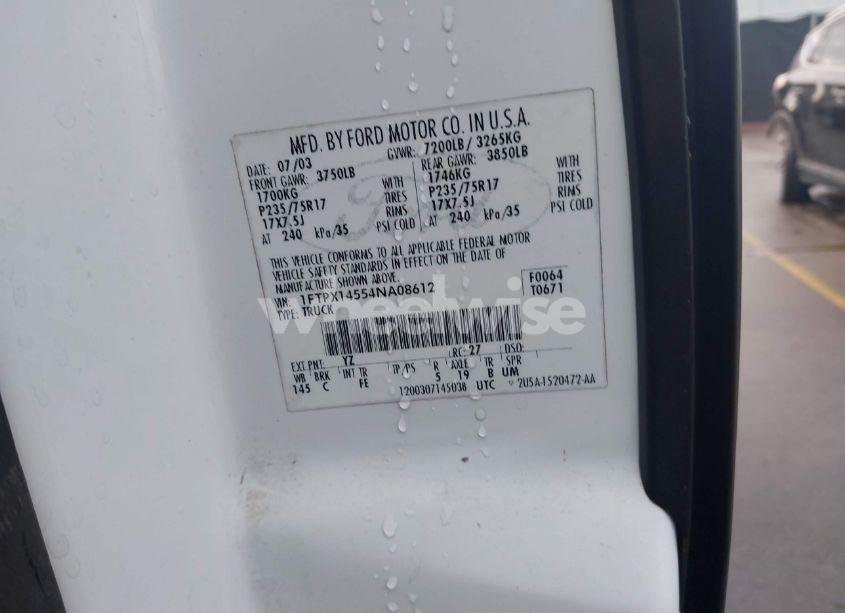 MFD. BY FORD MOTOR CO. IN U.S.A.
DATE: 07/03 GVWR: 7200LB/ 3265KG
FRONT GAWR: 3750LB REAR GAWR: 3850LB
1700KG WITH 1746KG WITH
P235/75R17 TIRES P235/75R17 TIRES
17X7.5J RIMS 17X7.5J RIMS
AT 240 kPa/35 PSI COLD AT 240 kPa/35 PSI COLD
THIS VEHICLE CONFORMS TO ALL APPLICABLE FEDERAL MOTOR
VEHICLE SAFETY STANDARDS IN EFFECT ON THE DATE OF
MANUFACTURE SHOWN ABOVE.
VIN: 1FTPX14554NA08612 F0064
TYPE: TRUCK T0671
wheelwise
EXT PNT: YZ RC: 27 DSO:
WB BRK INT TR TP/PS R AXLE TR SPR
145 C FE 5 19 B UM
1200307145038 UTC 2U5A-1520472-AA